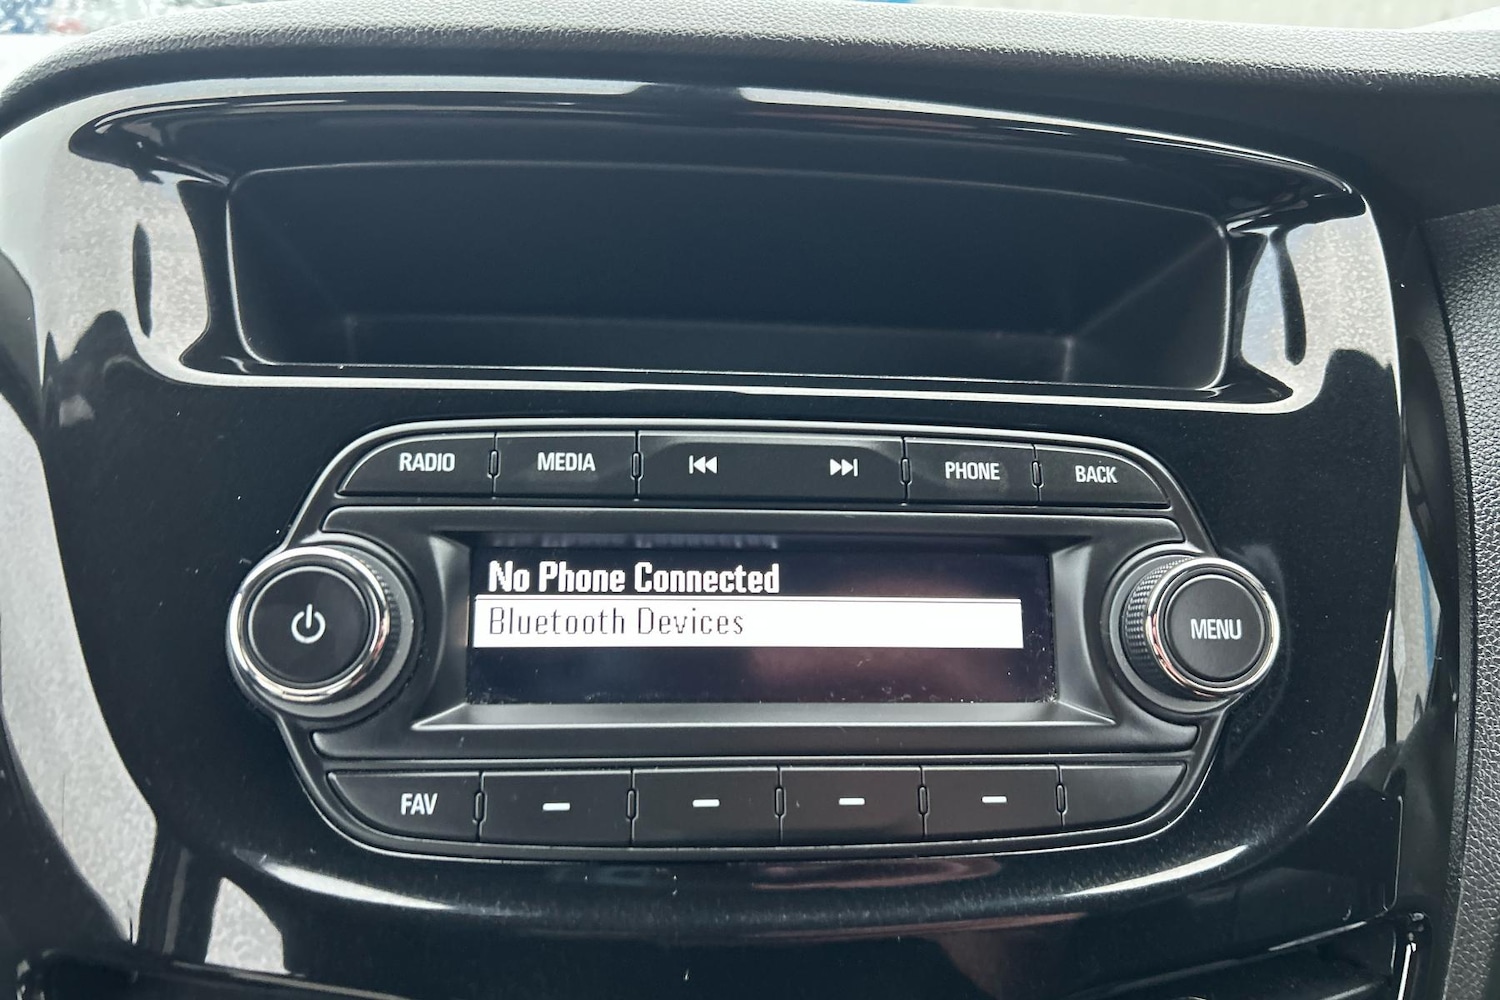 RADIO MEDIA PHONE BACK
No Phone Connected
Bluetooth Devices
MENU
FAV